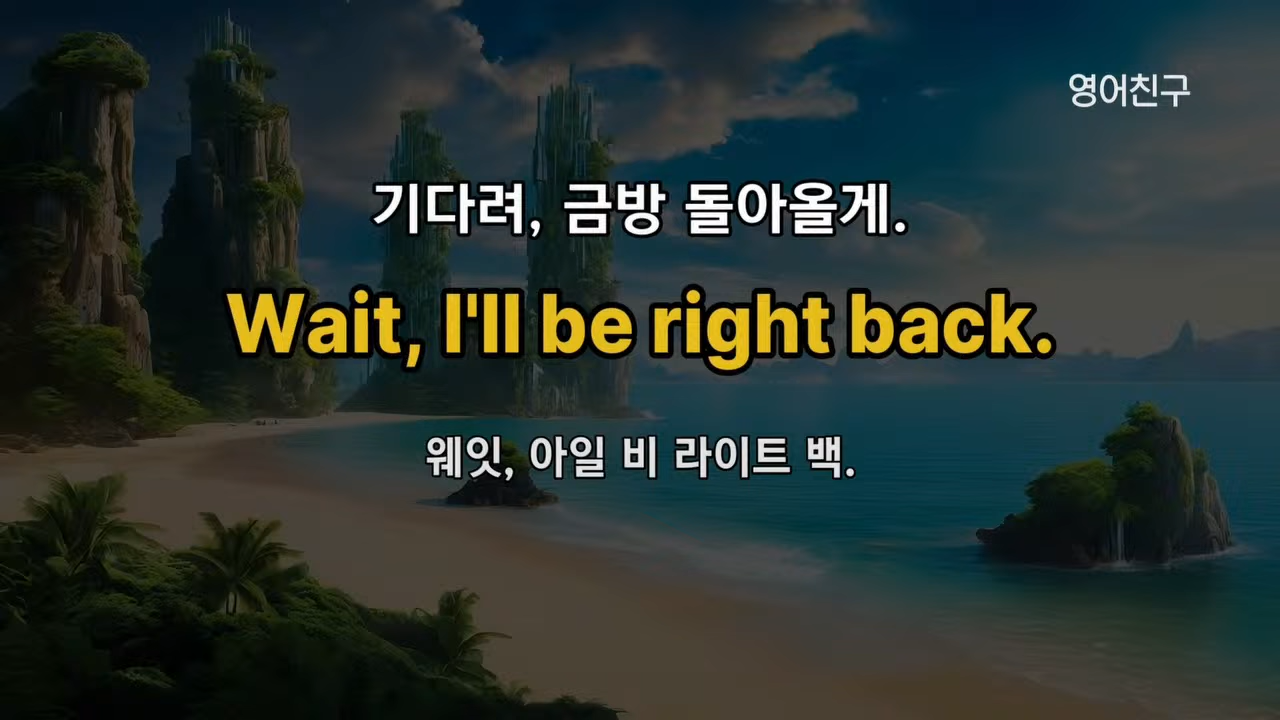 영어친구
기다려, 금방 돌아올게.
Wait, I'll be right back.
웨잇, 아일 비 라이트 백.